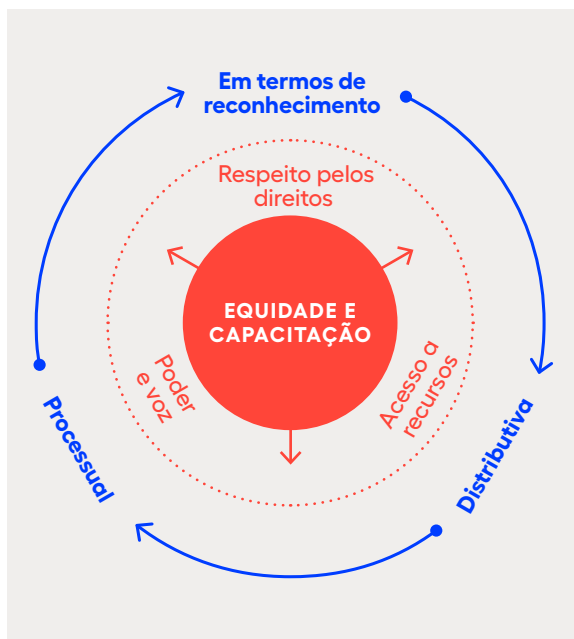 Em termos de
reconhecimento
Respeito pelos
direitos
EQUIDADE E
CAPACITAÇÃO
Poder
e voz
Acesso a
recursos
Processual
Distributiva